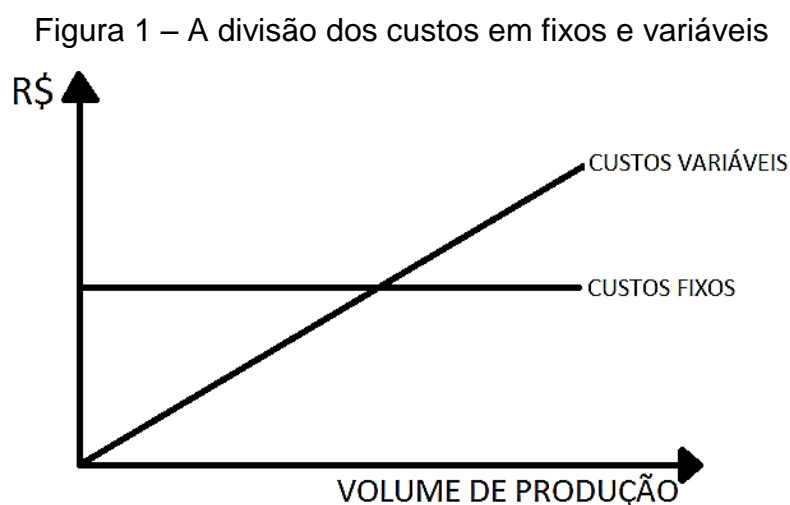 Figura 1 – A divisão dos custos em fixos e variáveis
R$
CUSTOS VARIÁVEIS
CUSTOS FIXOS
VOLUME DE PRODUÇÃO